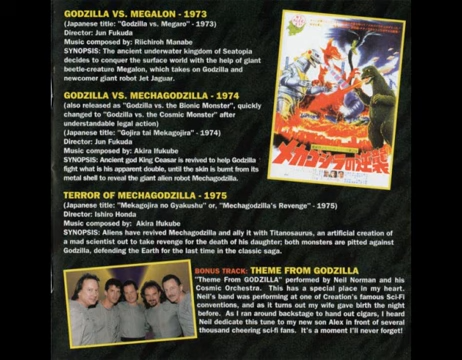 GODZILLA VS. MEGALON - 1973
(Japanese title: "Godzilla vs. Megaro" - 1973)
Director: Jun Fukuda
Music composed by: Riichiroh Manabe
SYNOPSIS: The ancient underwater kingdom of Seatopia
decides to conquer the surface world with the help of giant
beetle-creature Megalon, which takes on Godzilla and
newcomer giant robot Jet Jaguar.
GODZILLA VS. MECHAGODZILLA - 1974
(also released as "Godzilla vs. the Bionic Monster", quickly
changed to "Godzilla vs. the Cosmic Monster" after
understandable legal action)
(Japanese title: "Gojira tai Mekagojira" - 1974)
Director: Jun Fukuda
Music composed by: Akira Ifukube
SYNOPSIS: Ancient god King Ceasar is revived to help Godzilla
fight what is his apparent double, until the skin is burnt from its
metal shell to reveal the giant alien robot Mechagodzilla.
メカゴジラの逆襲
TERROR OF MECHAGODZILLA - 1975
(Japanese title: "Mekagojira no Gyakushu" or, "Mechagodzilla's Revenge" - 1975)
Director: Ishiro Honda
Music composed by: Akira Ifukube
SYNOPSIS: Aliens have revived Mechagodzilla and ally it with Titanosaurus, an artificial creation of
a mad scientist out to take revenge for the death of his daughter; both monsters are pitted against
Godzilla, defending the Earth for the last time in the classic saga.
BONUS TRACK: THEME FROM GODZILLA
"Theme From GODZILLA" performed by Neil Norman and his
Cosmic Orchestra. This has a special place in my heart.
Neil's band was performing at one of Creation's famous Sci-Fi
conventions, and as it turns out my wife gave birth the night
before. As I ran around backstage to hand out cigars, I heard
Neil dedicate this tune to my new son Alex in front of several
thousand cheering sci-fi fans. It's a moment I'll never forget!